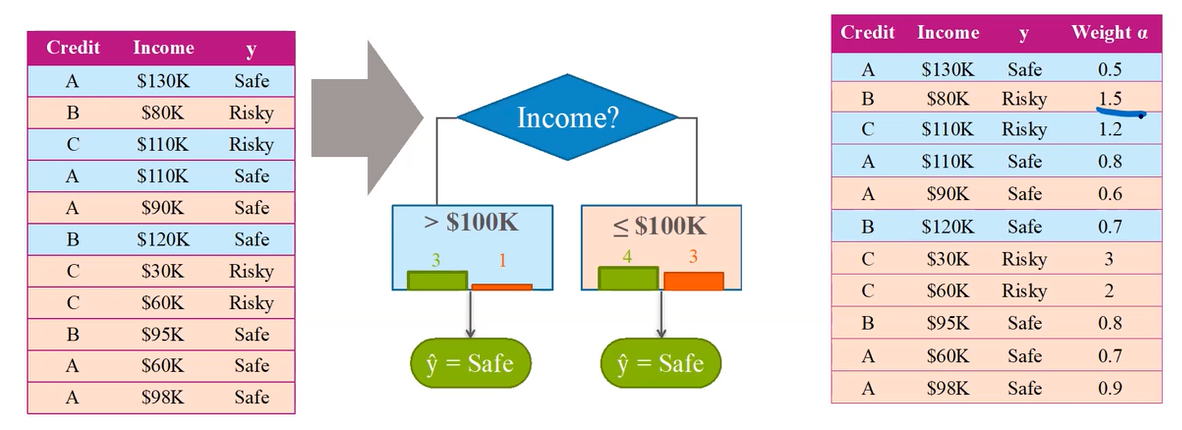 Credit Income y
A $130K Safe
B $80K Risky
C $110K Risky
A $110K Safe
A $90K Safe
B $120K Safe
C $30K Risky
C $60K Risky
B $95K Safe
A $60K Safe
A $98K Safe
Income?
> $100K
3 1
ŷ = Safe
≤ $100K
4 3
ŷ = Safe
Credit Income y Weight α
A $130K Safe 0.5
B $80K Risky 1.5
C $110K Risky 1.2
A $110K Safe 0.8
A $90K Safe 0.6
B $120K Safe 0.7
C $30K Risky 3
C $60K Risky 2
B $95K Safe 0.8
A $60K Safe 0.7
A $98K Safe 0.9